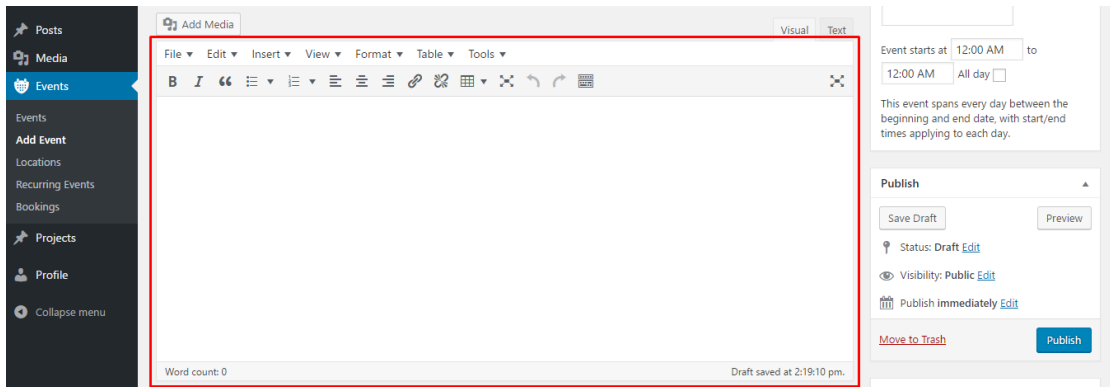 Posts
Media
Events
Events
Add Event
Locations
Recurring Events
Bookings
Projects
Profile
Collapse menu
Add Media
Visual Text
File Edit Insert View Format Table Tools
B I
Word count: 0
Draft saved at 2:19:10 pm.
Event starts at 12:00 AM to
12:00 AM All day
This event spans every day between the
beginning and end date, with start/end
times applying to each day.
Publish
Save Draft Preview
Status: Draft Edit
Visibility: Public Edit
Publish immediately Edit
Move to Trash Publish